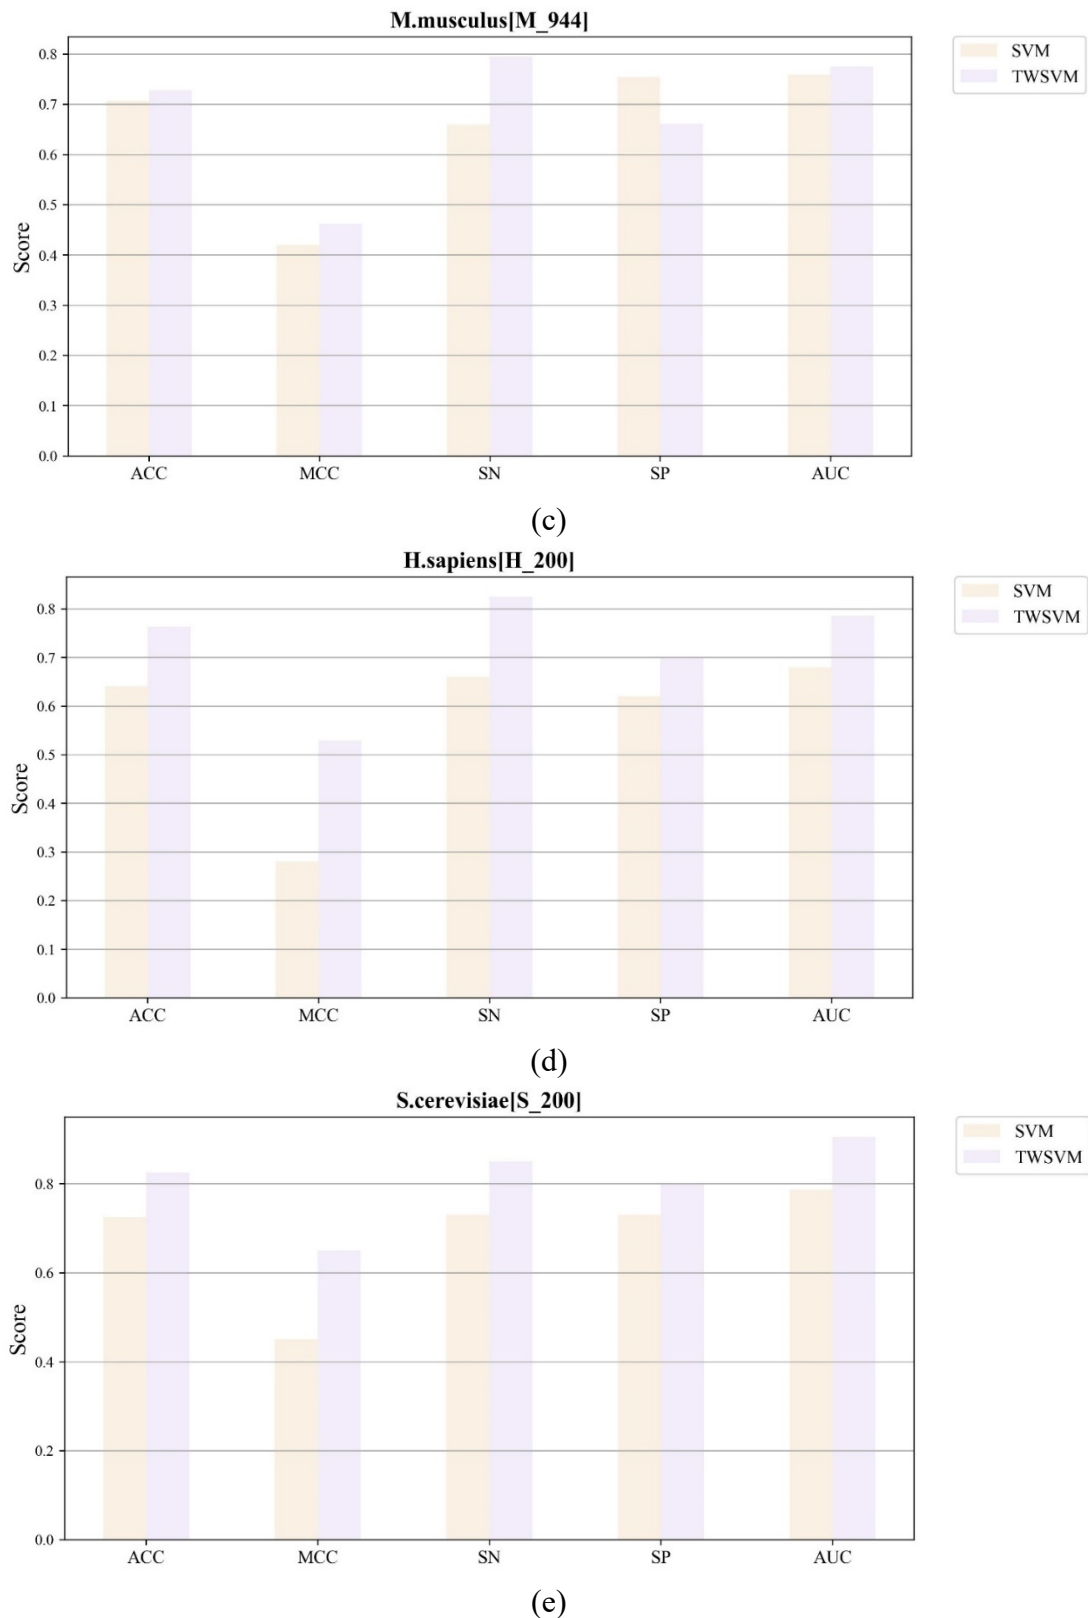 M.musculus[M_944]
SVM
TWSVM
0.8
0.7
0.6
0.5
0.4
0.3
0.2
0.1
0.0
Score
ACC MCC SN SP AUC
(c)
H.sapiens[H_200]
SVM
TWSVM
0.8
0.7
0.6
0.5
0.4
0.3
0.2
0.1
0.0
Score
ACC MCC SN SP AUC
(d)
S.cerevisiae[S_200]
SVM
TWSVM
0.8
0.6
0.4
0.2
0.0
Score
ACC MCC SN SP AUC
(e)